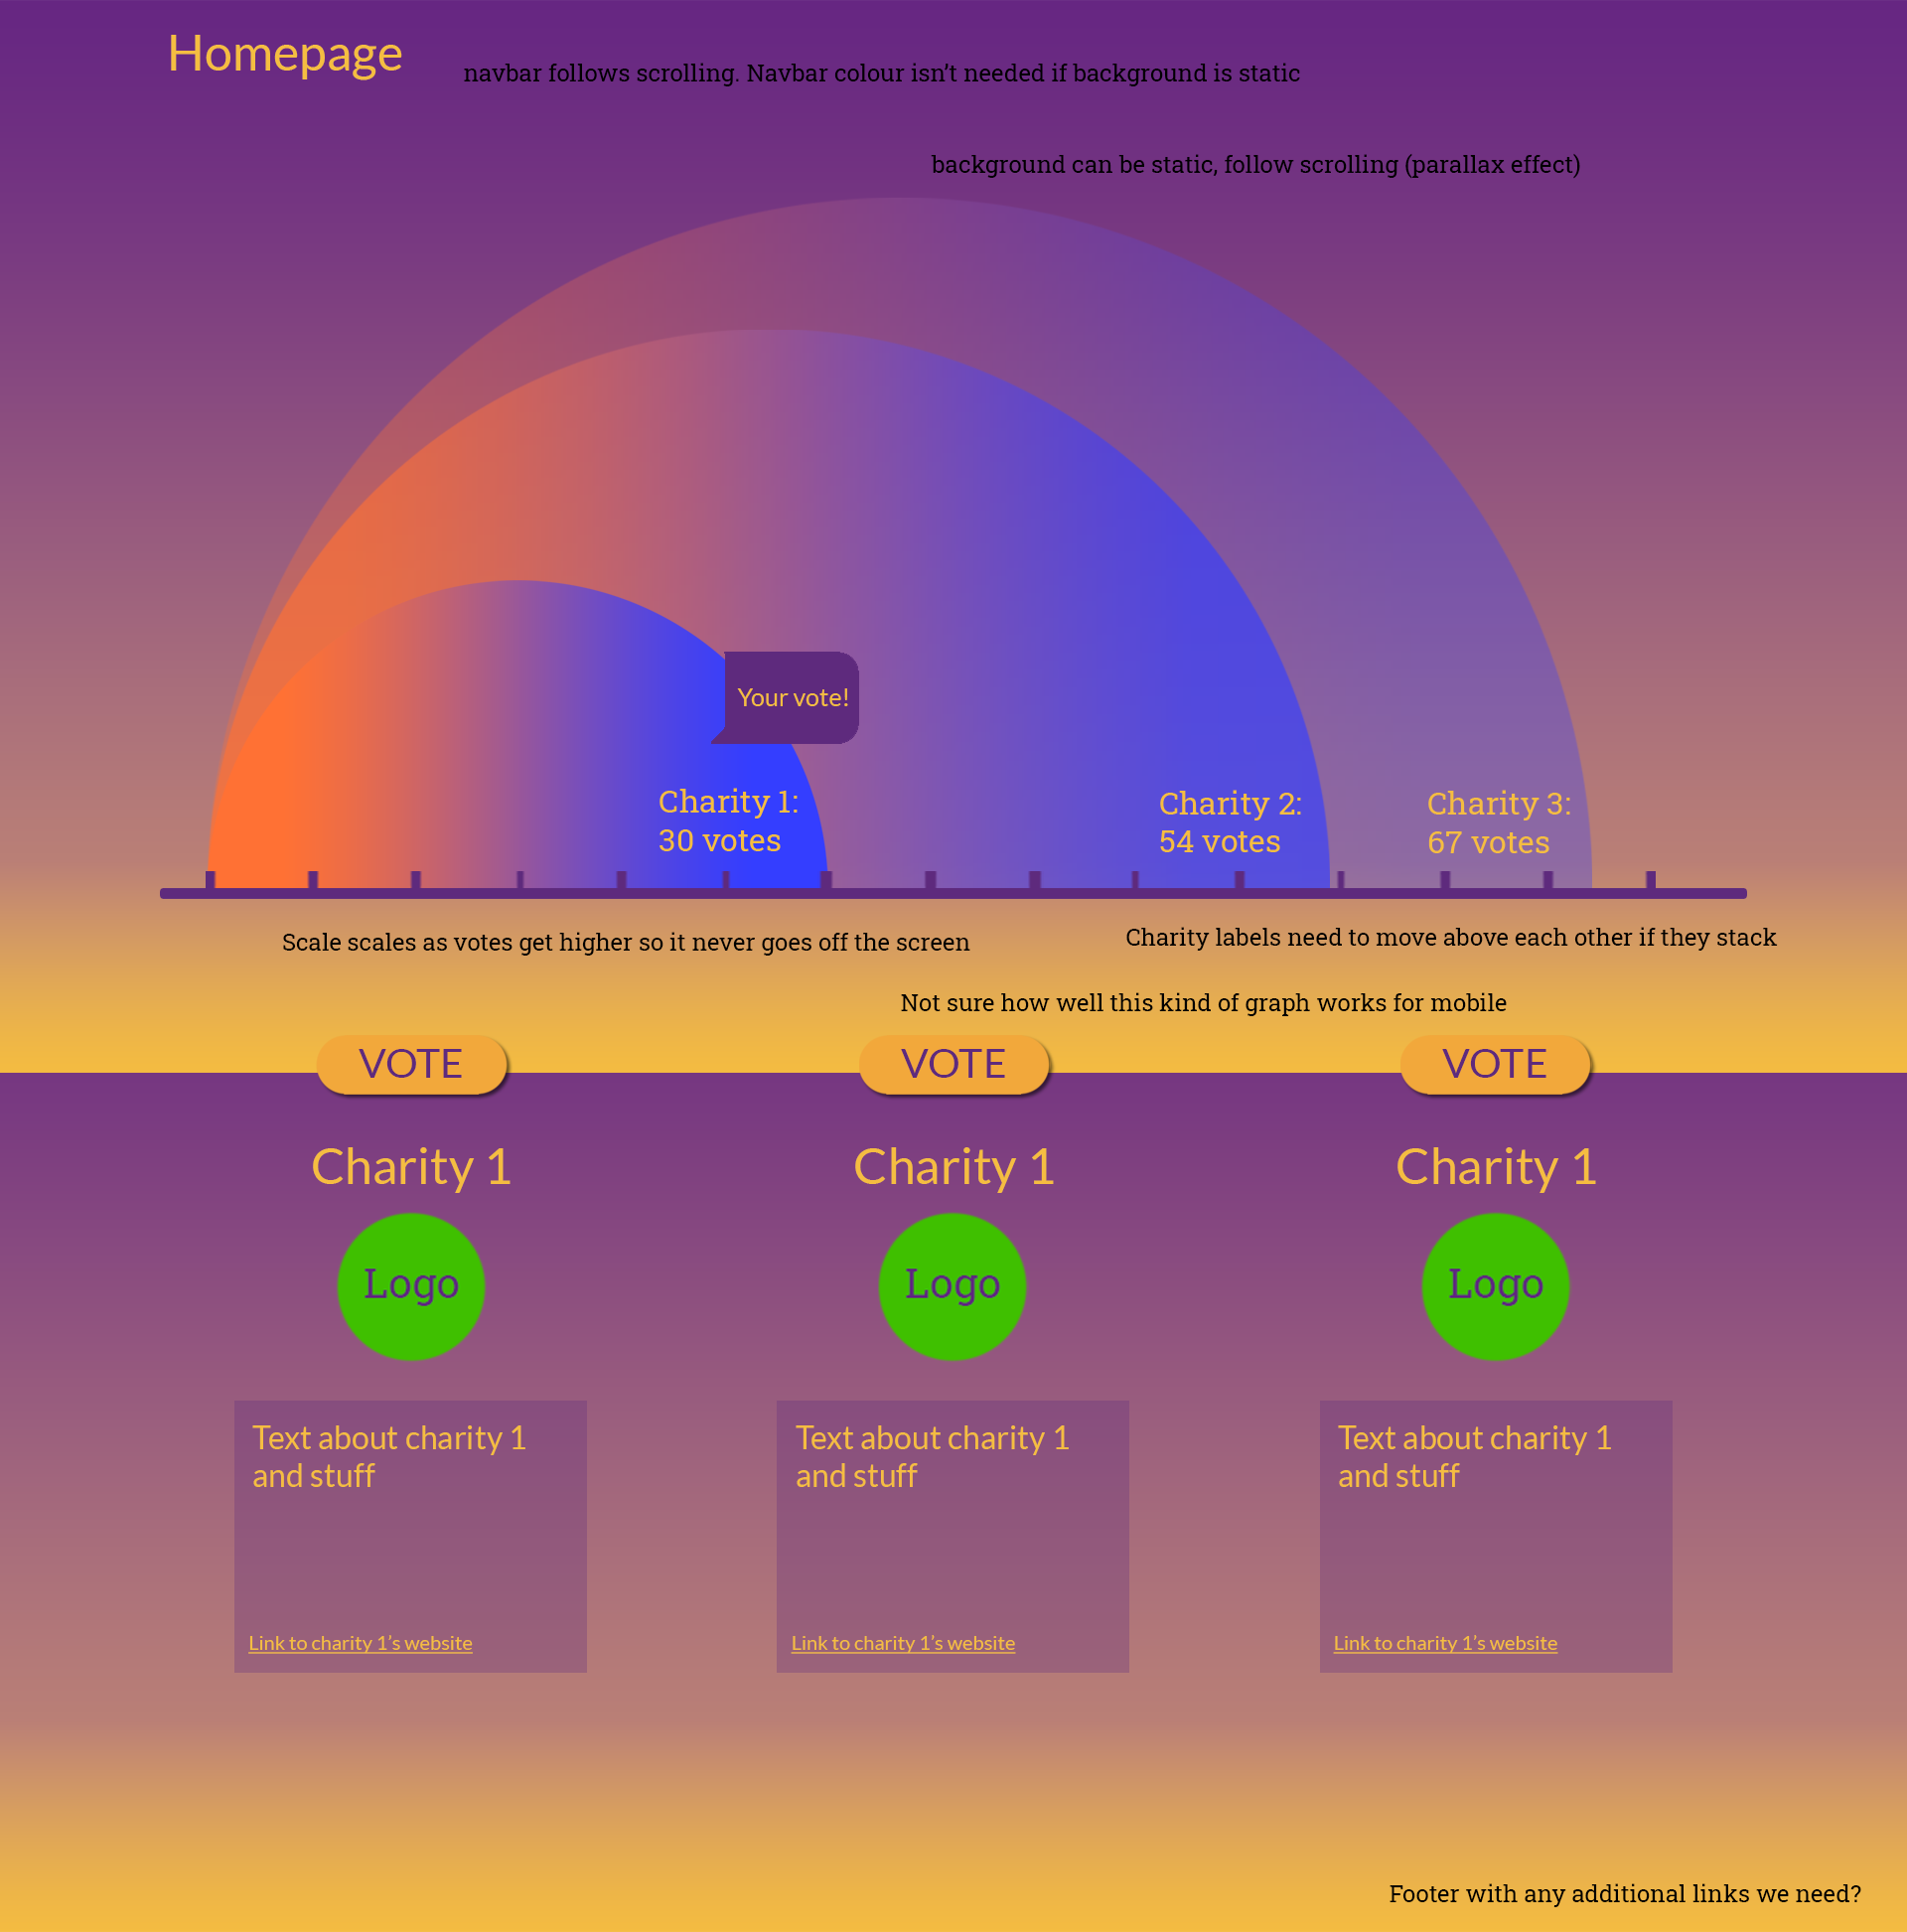 Homepage
navbar follows scrolling. Navbar colour isn’t needed if background is static
background can be static, follow scrolling (parallax effect)
Your vote!
Charity 1:
30 votes
Charity 2:
54 votes
Charity 3:
67 votes
Scale scales as votes get higher so it never goes off the screen
Charity labels need to move above each other if they stack
Not sure how well this kind of graph works for mobile
VOTE
VOTE
VOTE
Charity 1
Charity 1
Charity 1
Logo
Logo
Logo
Text about charity 1
and stuff
Link to charity 1’s website
Text about charity 1
and stuff
Link to charity 1’s website
Text about charity 1
and stuff
Link to charity 1’s website
Footer with any additional links we need?